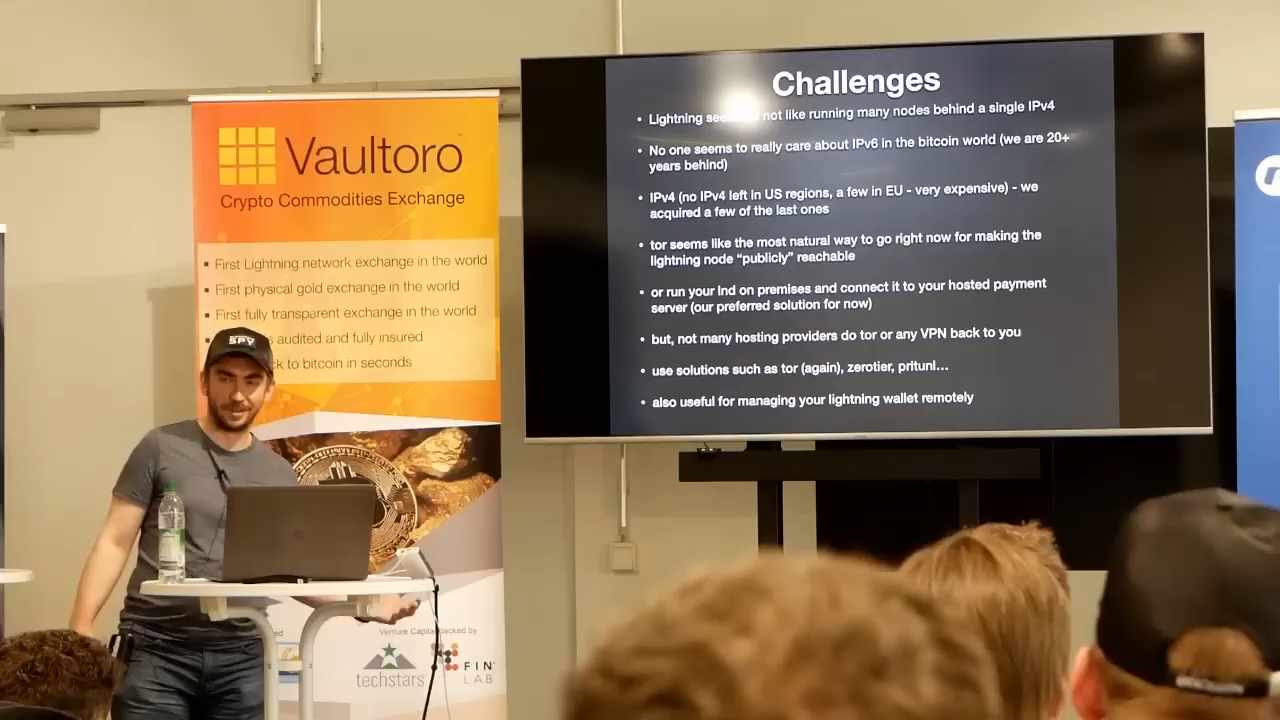 Vaultoro
Crypto Commodities Exchange
First Lightning network exchange in the world
First physical gold exchange in the world
First fully transparent exchange in the world
audited and fully insured
to bitcoin in seconds
SPV
Venture Capital backed by
techstars
FIN
LAB
Challenges
• Lightning not like running many nodes behind a single IPv4
• No one seems to really care about IPv6 in the bitcoin world (we are 20+
years behind)
• IPv4 (no IPv4 left in US regions, a few in EU - very expensive) - we
acquired a few of the last ones
• tor seems like the most natural way to go right now for making the
lightning node “publicly” reachable
• or run your lnd on premises and connect it to your hosted payment
server (our preferred solution for now)
• but, not many hosting providers do tor or any VPN back to you
• use solutions such as tor (again), zerotier, pritunl...
• also useful for managing your lightning wallet remotely